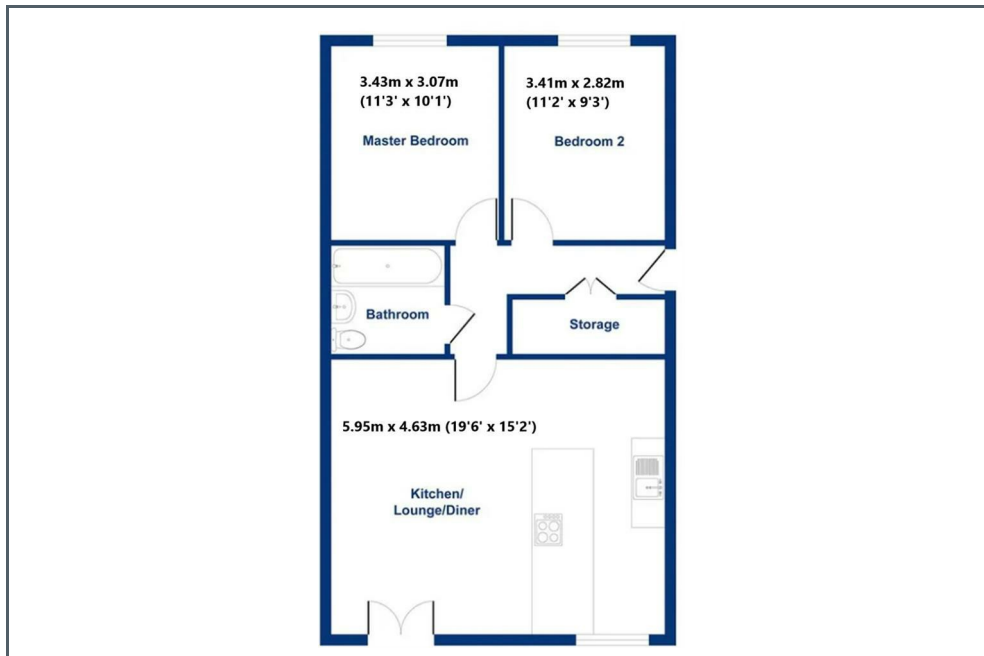 3.43m x 3.07m
(11'3' x 10'1')
Master Bedroom
3.41m x 2.82m
(11'2' x 9'3')
Bedroom 2
Bathroom
Storage
5.95m x 4.63m (19'6' x 15'2')
Kitchen/
Lounge/Diner